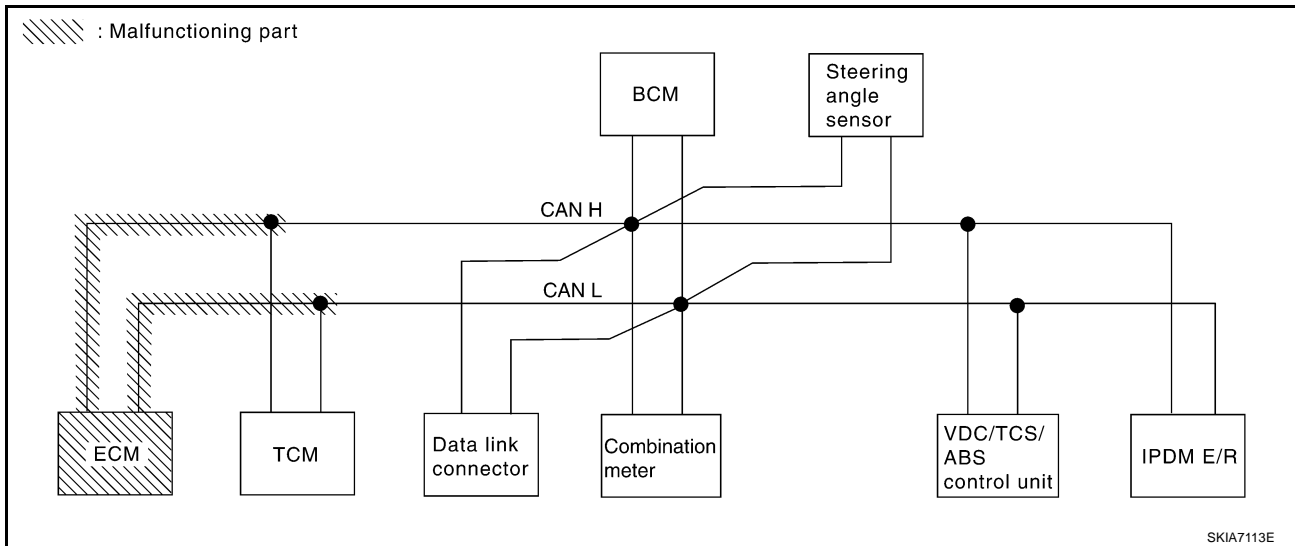 : Malfunctioning part
BCM
Steering
angle
sensor
CAN H
CAN L
ECM
TCM
Data link
connector
Combination
meter
VDC/TCS/
ABS
control unit
IPDM E/R
SKIA7113E